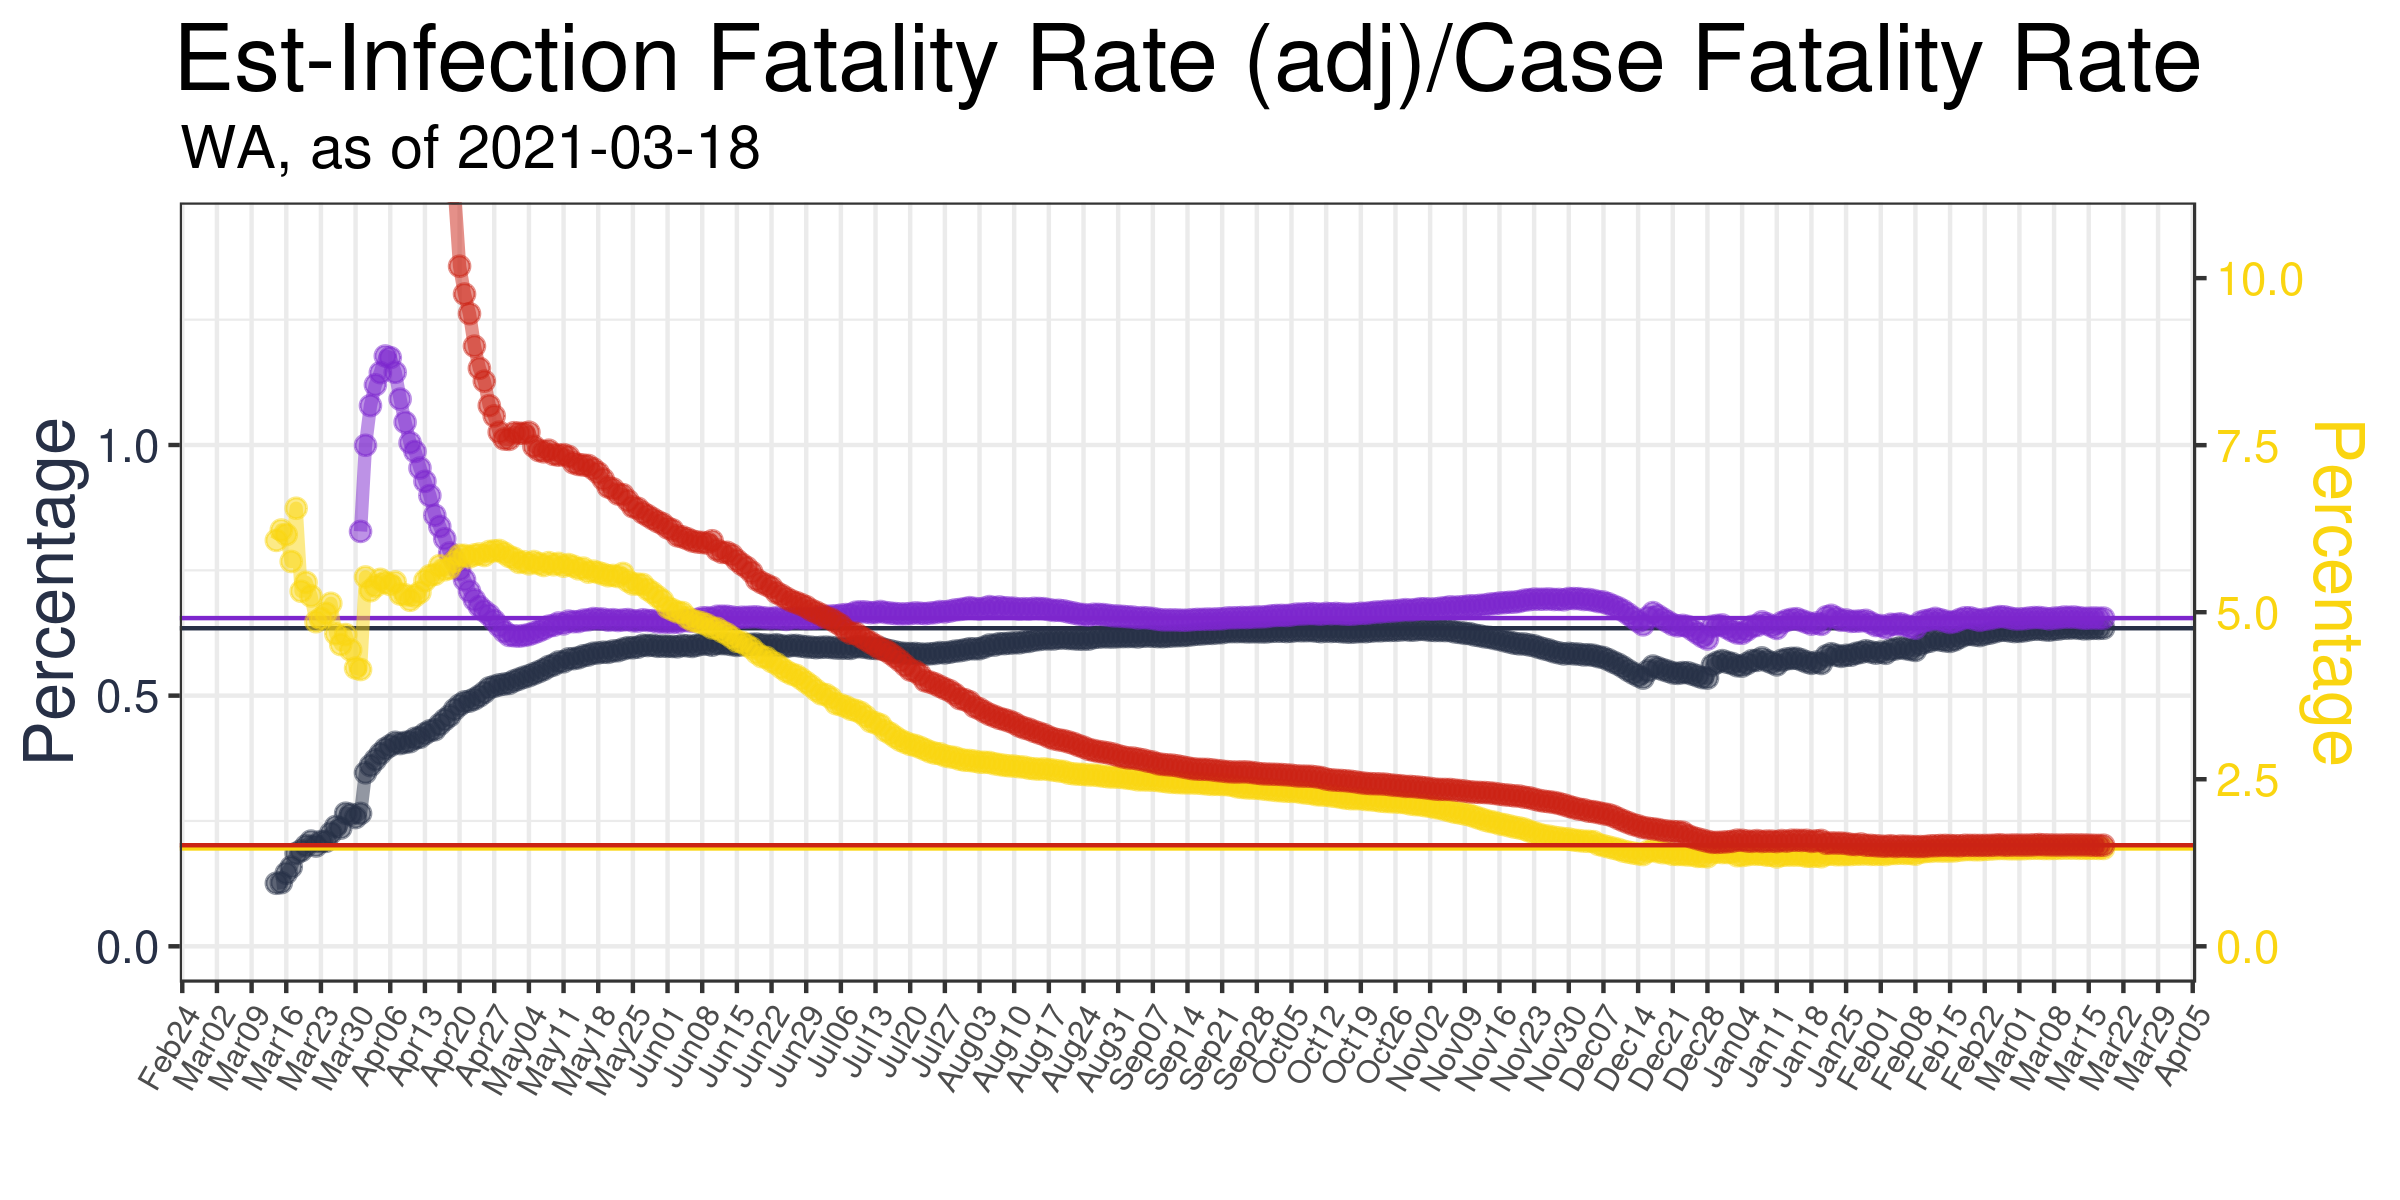 Est-Infection Fatality Rate (adj)/Case Fatality Rate
WA, as of 2021-03-18
Percentage
1.0
0.5
0.0
10.0
7.5
5.0
2.5
0.0
Percentage
Feb24
Mar02
Mar09
Mar16
Mar23
Mar30
Apr06
Apr13
Apr20
Apr27
May04
May11
May18
May25
Jun01
Jun08
Jun15
Jun22
Jun29
Jul06
Jul13
Jul20
Jul27
Aug03
Aug10
Aug17
Aug24
Aug31
Sep07
Sep14
Sep21
Sep28
Oct05
Oct12
Oct19
Oct26
Nov02
Nov09
Nov16
Nov23
Nov30
Dec07
Dec14
Dec21
Dec28
Jan04
Jan11
Jan18
Jan25
Feb01
Feb08
Feb15
Feb22
Mar01
Mar08
Mar15
Mar22
Mar29
Apr05